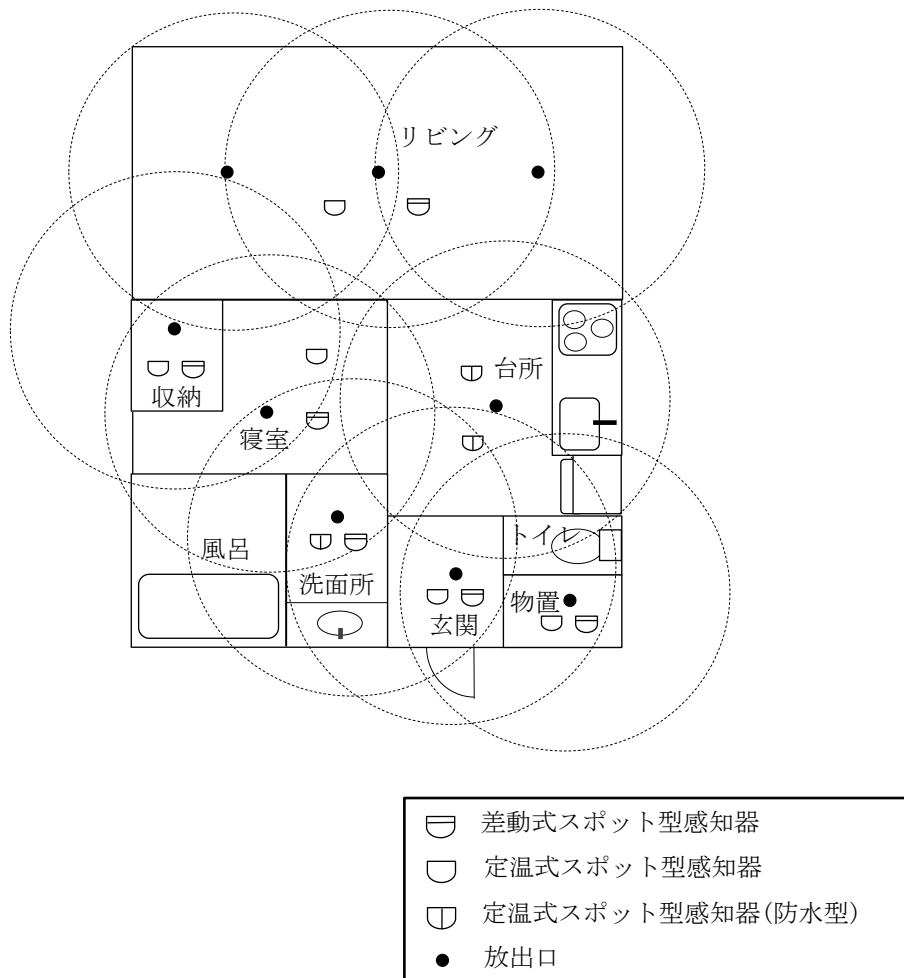 リビング
台所
収納
寝室
トイレ
風呂
洗面所
物置
玄関
差動式スポット型感知器
定温式スポット型感知器
定温式スポット型感知器(防水型)
放出口